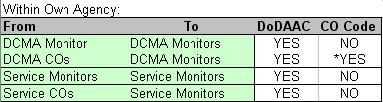 Within Own Agency:
From To DoDAAC CO Code
DCMA Monitor DCMA Monitors YES NO
DCMA COs DCMA Monitors YES *YES
Service Monitors Service Monitors YES NO
Service COs Service Monitors YES NO